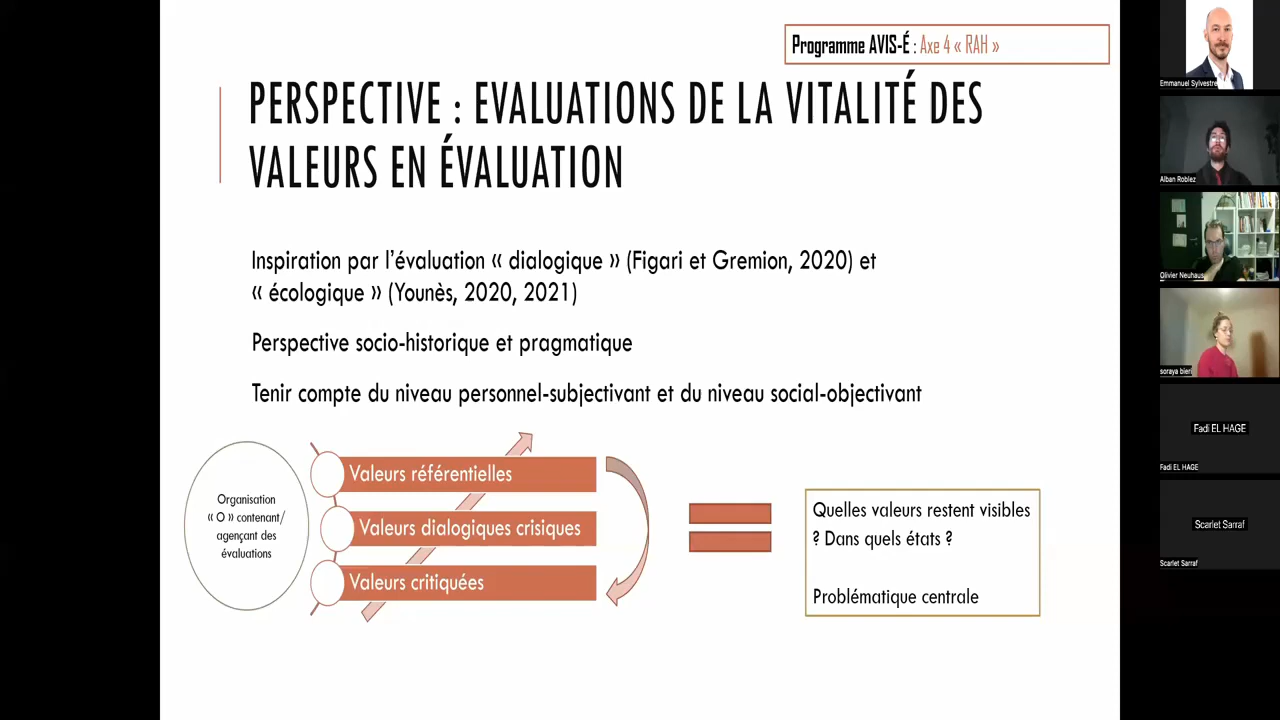 Programme AVIS-É : Axe 4 « RAH »
PERSPECTIVE : EVALUATIONS DE LA VITALITÉ DES
VALEURS EN ÉVALUATION
Inspiration par l’évaluation « dialogique » (Figari et Gremion, 2020) et
« écologique » (Younès, 2020, 2021)
Perspective socio-historique et pragmatique
Tenir compte du niveau personnel-subjectivant et du niveau social-objectivant
Organisation
« O » contenant/
agençant des
évaluations
Valeurs référentielles
Valeurs dialogiques crisiques
Valeurs critiquées
Quelles valeurs restent visibles
? Dans quels états ?
Problématique centrale
Emmanuel Sylvestre
Alban Roblez
Olivier Neuhaus
soraya bieri
Fadi EL HAGE
Fadi EL HAGE
Scarlet Sarraf
Scarlet Sarraf